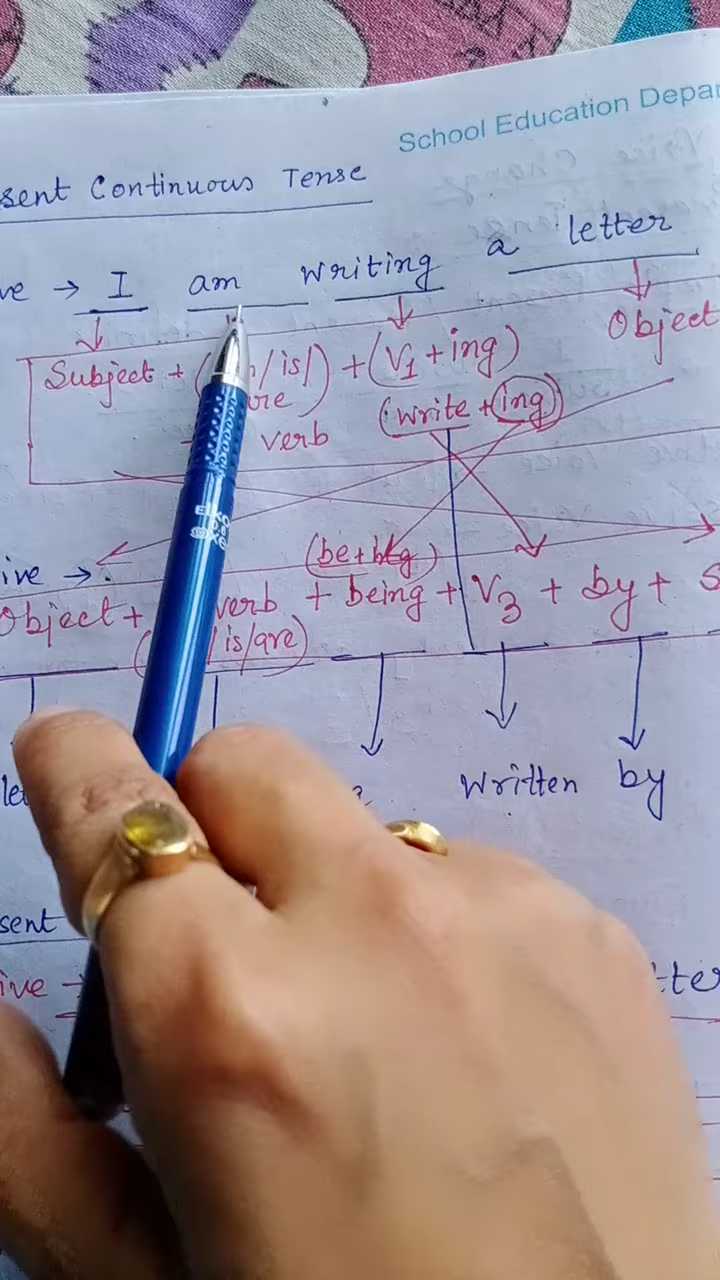 School Education Depar
sent Continuous Tense
ve → I am writing a letter
Subject + ( /is/ + (V1 + ing) Object
(write + ing)
verb
(be + )
ive →
Object + verb + being + V3 + by + S
/is/are)
written by
sent
ive →
tter